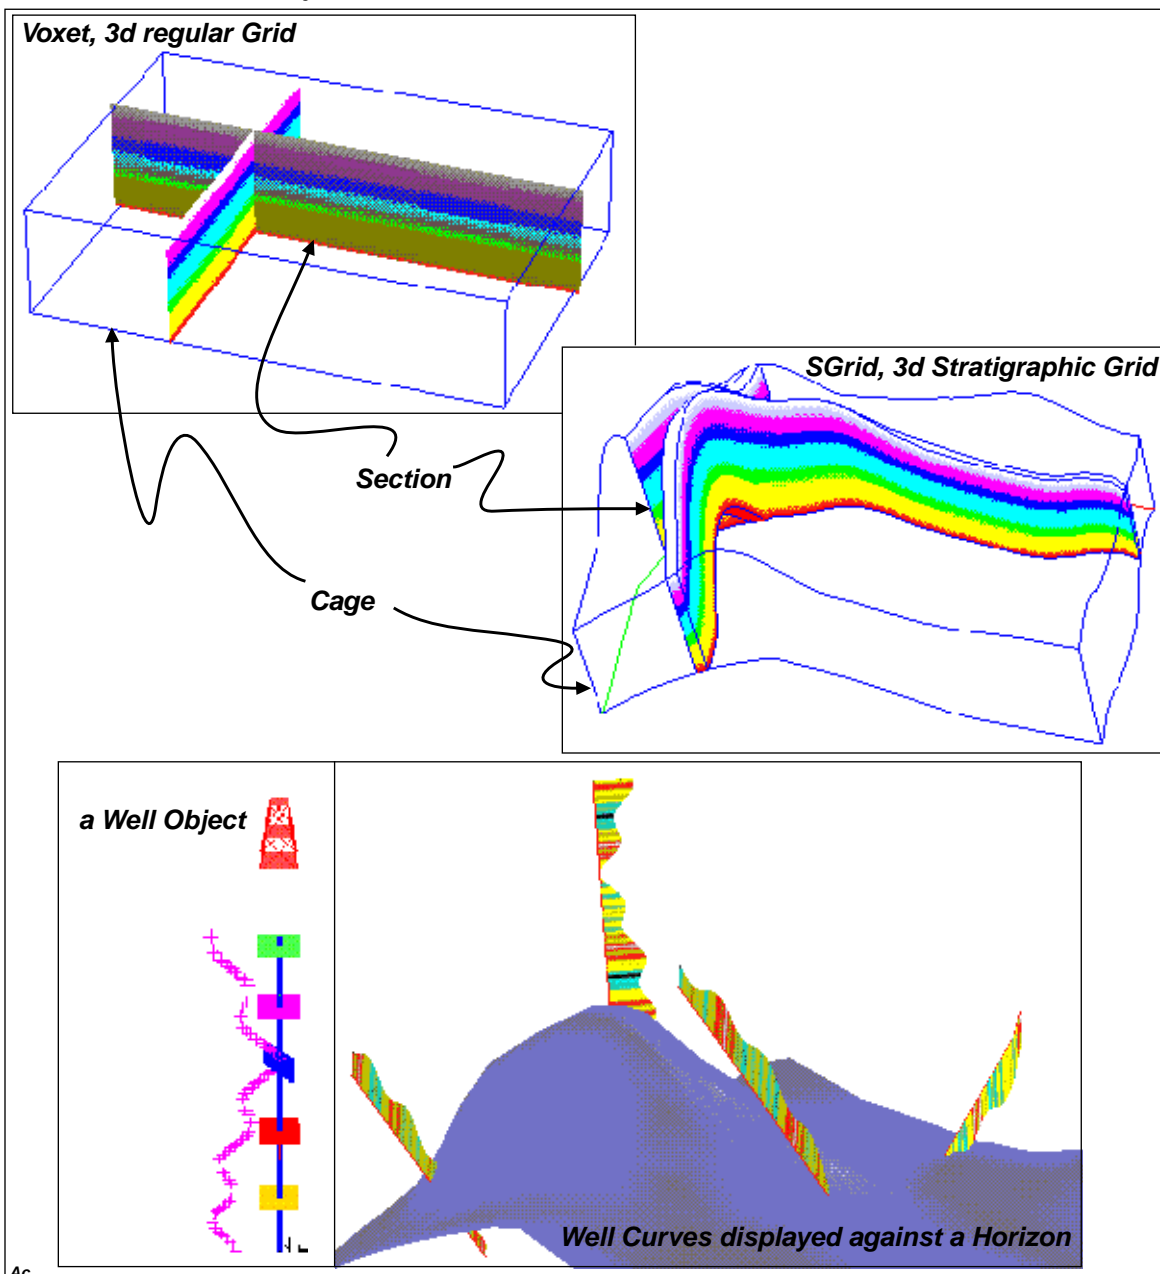 Voxet, 3d regular Grid
SGrid, 3d Stratigraphic Grid
Section
Cage
a Well Object
Well Curves displayed against a Horizon